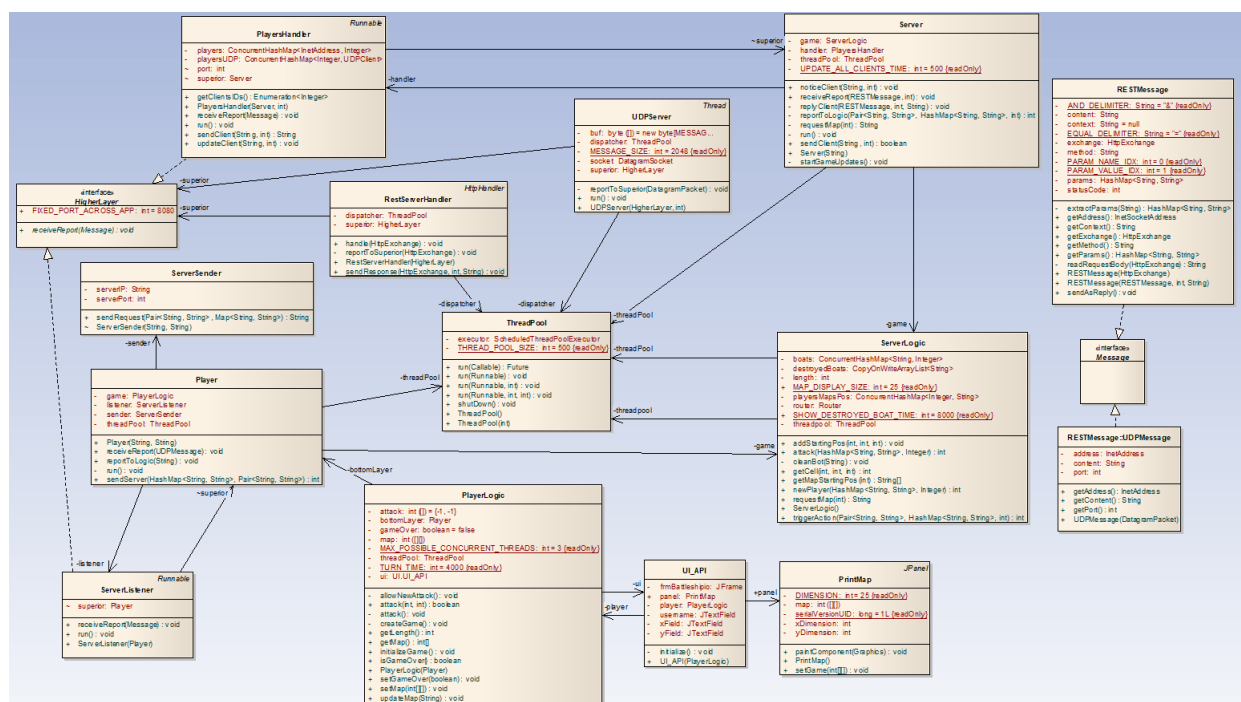 Runnable
PlayersHandler
- players: ConcurrentHashMap<InetAddress, Integer>
- playersUDP: ConcurrentHashMap<Integer, UDPClient>
~ port: int
~ superior: Server
+ getClientsIDs() : Enumeration<Integer>
+ PlayersHandler(Server, int)
+ receiveReport(Message) : void
+ run() : void
+ sendClient(String, int) : String
+ updateClient(String, int) : void
~superior
-handler
Server
- game: ServerLogic
- handler: PlayersHandler
- threadPool: ThreadPool
- UPDATE_ALL_CLIENTS_TIME: int = 500 {readOnly}
+ noticeClient(String, int) : void
+ receiveReport(RESTMessage, int) : void
- replyClient(RESTMessage, int, String) : void
- reportToLogic(Pair<String, String>, HashMap<String, String>, int) : int
- requestMap(int) : String
+ run() : void
- sendClient(String, int) : boolean
+ Server(String)
- startGameUpdates() : void
RESTMessage
- AND_DELIMITER: String = "&" {readOnly}
- content: String
- context: String = null
- EQUAL_DELIMITER: String = "=" {readOnly}
- exchange: HttpExchange
- method: String
- PARAM_NAME_IDX: int = 0 {readOnly}
- PARAM_VALUE_IDX: int = 1 {readOnly}
- params: HashMap<String, String>
- statusCode: int
- extractParams(String) : HashMap<String, String>
+ getAddress() : InetSocketAddress
+ getContext() : String
+ getExchange() : HttpExchange
+ getMethod() : String
+ getParams() : HashMap<String, String>
- readRequestBody(HttpExchange) : String
+ RESTMessage(HttpExchange)
+ RESTMessage(RESTMessage, int, String)
+ sendAsReply() : void
Thread
UDPServer
- buf: byte ([]) = new byte[MESSAG...
- dispatcher: ThreadPool
- MESSAGE_SIZE: int = 2048 {readOnly}
- socket: DatagramSocket
- superior: HigherLayer
- reportToSuperior(DatagramPacket) : void
+ run() : void
+ UDPServer(HigherLayer, int)
-superior
-superior
«interface»
HigherLayer
+ FIXED_PORT_ACROSS_APP: int = 8080
+ receiveReport(Message) : void
HttpHandler
RestServerHandler
- dispatcher: ThreadPool
- superior: HigherLayer
+ handle(HttpExchange) : void
- reportToSuperior(HttpExchange) : void
+ RestServerHandler(HigherLayer)
+ sendResponse(HttpExchange, int, String) : void
ServerSender
- serverIP: String
- serverPort: int
+ sendRequest(Pair<String, String>, Map<String, String>) : String
~ ServerSender(String, String)
-sender
-dispatcher
-dispatcher
-threadPool
-threadPool
-threadpool
-threadPool
-game
ThreadPool
- executor: ScheduledThreadPoolExecutor
- THREAD_POOL_SIZE: int = 500 {readOnly}
+ run(Callable) : Future
+ run(Runnable) : void
+ run(Runnable, int) : void
+ run(Runnable, int, int) : void
+ shutDown() : void
+ ThreadPool()
+ ThreadPool(int)
ServerLogic
- boats: ConcurrentHashMap<String, Integer>
- destroyedBoats: CopyOnWriteArrayList<String>
- length: int
- MAP_DISPLAY_SIZE: int = 25 {readOnly}
- playersMapsPos: ConcurrentHashMap<Integer, String>
- router: Router
- SHOW_DESTROYED_BOAT_TIME: int = 8000 {readOnly}
- threadpool: ThreadPool
+ addStartingPos(int, int, int) : void
+ attack(HashMap<String, String>, Integer) : int
- cleanBot(String) : void
+ getCell(int, int, int) : int
- getMapStartingPos(int) : String[]
+ newPlayer(HashMap<String, String>, Integer) : int
+ requestMap(int) : String
+ ServerLogic()
+ triggerAction(Pair<String, String>, HashMap<String, String>, int) : int
«interface»
Message
RESTMessage::UDPMessage
- address: InetAddress
- content: String
- port: int
+ getAddress() : InetAddress
+ getContent() : String
+ getPort() : int
+ UDPMessage(DatagramPacket)
Player
- game: PlayerLogic
- listener: ServerListener
- sender: ServerSender
- threadPool: ThreadPool
+ Player(String, String)
+ receiveReport(UDPMessage) : void
- reportToLogic(String) : void
- run() : void
+ sendServer(HashMap<String, String>, Pair<String, String>) : int
-game
-bottomLayer
~superior
-listener
Runnable
ServerListener
~ superior: Player
+ receiveReport(Message) : void
+ run() : void
+ ServerListener(Player)
PlayerLogic
- attack: int ([]) = {-1, -1}
- bottomLayer: Player
- gameOver: boolean = false
- map: int ([][])
- MAX_POSSIBLE_CONCURRENT_THREADS: int = 3 {readOnly}
- threadPool: ThreadPool
- TURN_TIME: int = 4000 {readOnly}
- ui: UI.UI_API
- allowNewAttack() : void
+ attack(int, int) : boolean
- attack() : void
- createGame() : void
+ getLength() : int
+ getMap() : int[]
+ initializeGame() : void
+ isGameOver() : boolean
+ PlayerLogic(Player)
+ setGameOver(boolean) : void
+ setMap(int[][]) : void
+ updateMap(String) : void
-ui
-player
UI_API
- frmBattleshipio: JFrame
+ panel: PrintMap
- player: PlayerLogic
- username: JTextField
- xField: JTextField
- yField: JTextField
- initialize() : void
+ UI_API(PlayerLogic)
+panel
JPanel
PrintMap
- DIMENSION: int = 25 {readOnly}
- map: int ([][])
- serialVersionUID: long = 1L {readOnly}
- xDimension: int
- yDimension: int
+ paintComponent(Graphics) : void
+ PrintMap()
+ setGame(int[][]) : void